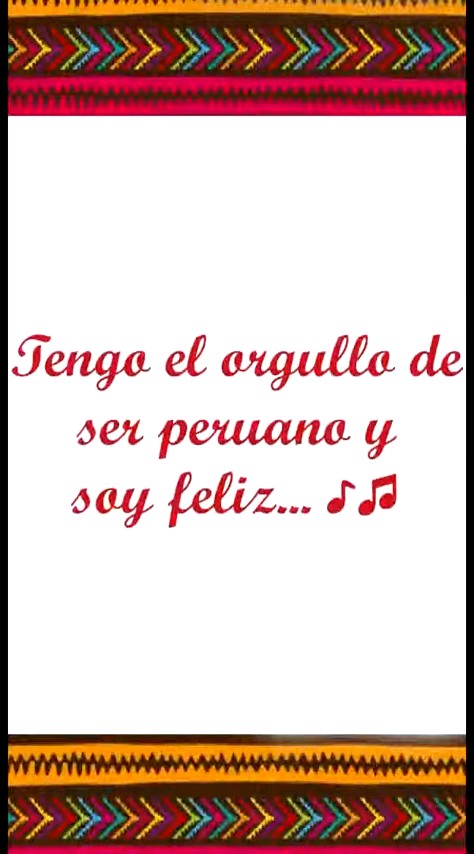 Tengo el orgullo de
ser peruano y
soy feliz... ♪♫